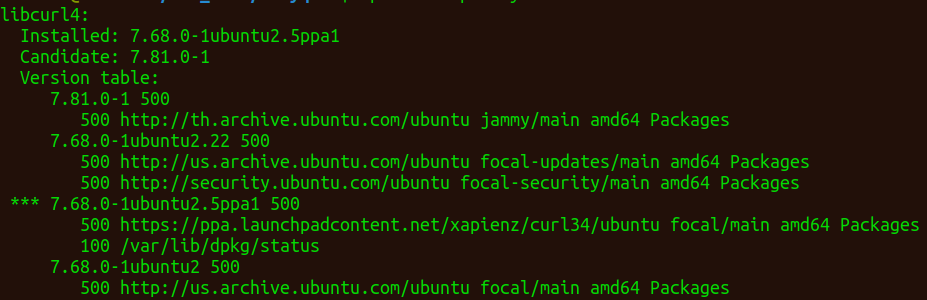 libcurl4:
  Installed: 7.68.0-1ubuntu2.5ppa1
  Candidate: 7.81.0-1
  Version table:
     7.81.0-1 500
        500 http://th.archive.ubuntu.com/ubuntu jammy/main amd64 Packages
     7.68.0-1ubuntu2.22 500
        500 http://us.archive.ubuntu.com/ubuntu focal-updates/main amd64 Packages
        500 http://security.ubuntu.com/ubuntu focal-security/main amd64 Packages
 *** 7.68.0-1ubuntu2.5ppa1 500
        500 https://ppa.launchpadcontent.net/xapienz/curl34/ubuntu focal/main amd64 Packages
        100 /var/lib/dpkg/status
     7.68.0-1ubuntu2 500
        500 http://us.archive.ubuntu.com/ubuntu focal/main amd64 Packages